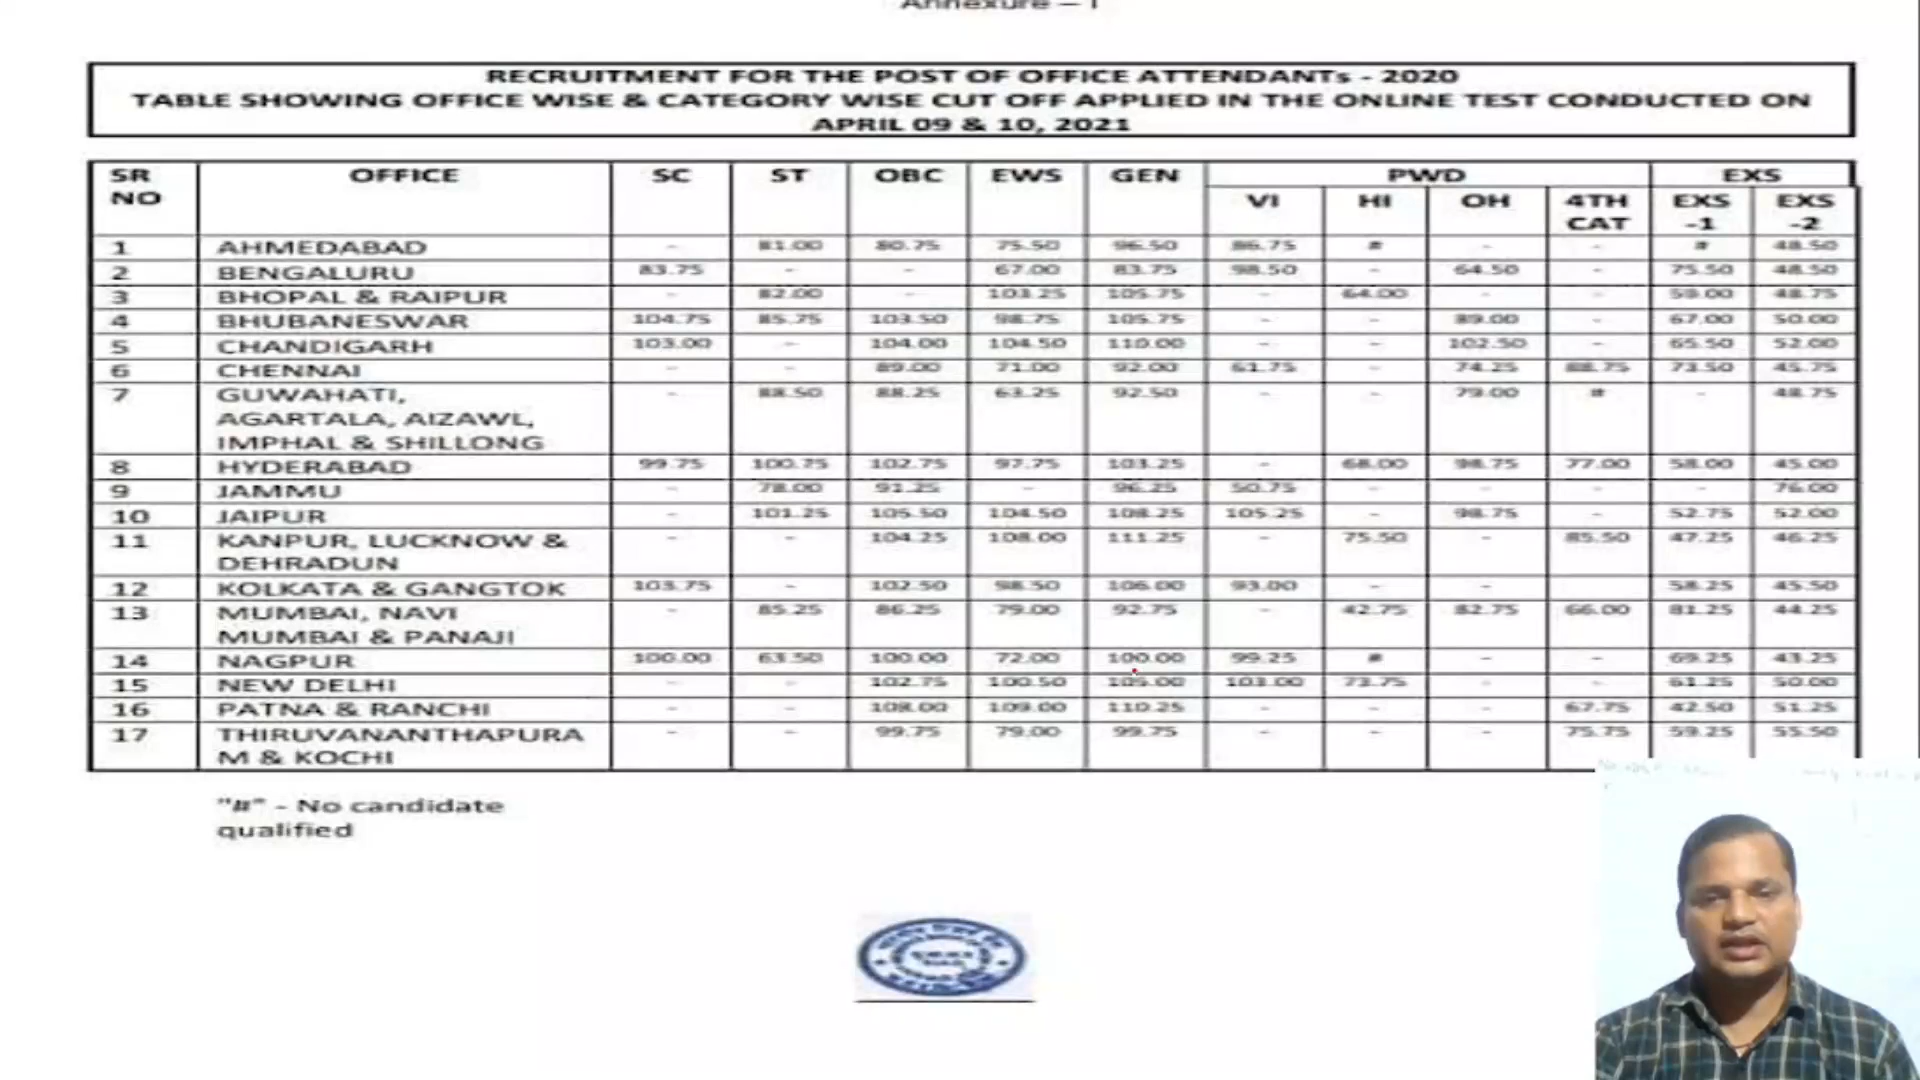 Annexure – I
RECRUITMENT FOR THE POST OF OFFICE ATTENDANTs - 2020
TABLE SHOWING OFFICE WISE & CATEGORY WISE CUT OFF APPLIED IN THE ONLINE TEST CONDUCTED ON
APRIL 09 & 10, 2021
SR NO OFFICE SC ST OBC EWS GEN PWD EXS
VI HI OH 4TH CAT EXS -1 EXS -2
1 AHMEDABAD - 81.00 80.75 75.50 96.50 86.75 # - - # 48.50
2 BENGALURU 83.75 - - 67.00 83.75 98.50 - 64.50 - 75.50 48.50
3 BHOPAL & RAIPUR - 82.00 - 103.25 105.75 - 64.00 - - 59.00 48.75
4 BHUBANESWAR 104.75 85.75 103.50 98.75 105.75 - - 89.00 - 67.00 50.00
5 CHANDIGARH 103.00 - 104.00 104.50 110.00 - - 102.50 - 65.50 52.00
6 CHENNAI - - 89.00 71.00 92.00 61.75 - 74.25 88.75 73.50 45.75
7 GUWAHATI, - 88.50 88.25 63.25 92.50 - - 79.00 # - 48.75
AGARTALA, AIZAWL,
IMPHAL & SHILLONG
8 HYDERABAD 99.75 100.75 102.75 97.75 103.25 - 68.00 98.75 77.00 58.00 45.00
9 JAMMU - 78.00 91.25 - 96.25 50.75 - - - - 76.00
10 JAIPUR - 101.25 105.50 104.50 108.25 105.25 - 98.75 - 52.75 52.00
11 KANPUR, LUCKNOW & - - 104.25 108.00 111.25 - 75.50 - 85.50 47.25 46.25
DEHRADUN
12 KOLKATA & GANGTOK 103.75 - 102.50 98.50 106.00 93.00 - - 58.25 45.50
13 MUMBAI, NAVI - 85.25 86.25 79.00 92.75 - 42.75 82.75 66.00 81.25 44.25
MUMBAI & PANAJI
14 NAGPUR 100.00 63.50 100.00 72.00 100.00 99.25 # - - 69.25 43.25
15 NEW DELHI - - 102.75 100.50 105.00 103.00 73.75 - - 61.25 50.00
16 PATNA & RANCHI - - 108.00 109.00 110.25 - - - 67.75 42.50 51.25
17 THIRUVANANTHAPURA - - 99.75 79.00 99.75 - - - 75.75 59.25 55.50
M & KOCHI
"#" - No candidate
qualified